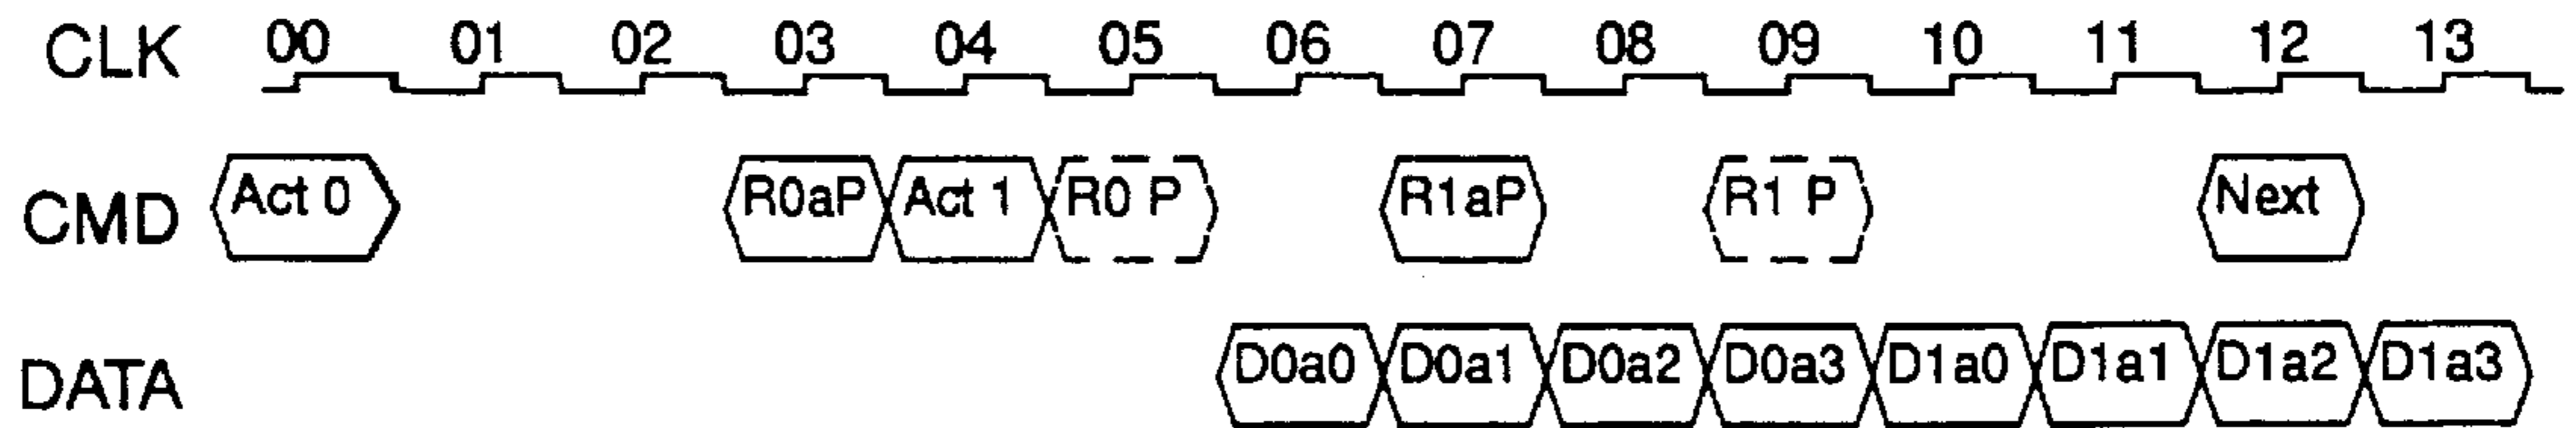 CLK 00 01 02 03 04 05 06 07 08 09 10 11 12 13
CMD Act 0 R0aP Act 1 R0 P R1aP R1 P Next
DATA D0a0 D0a1 D0a2 D0a3 D1a0 D1a1 D1a2 D1a3